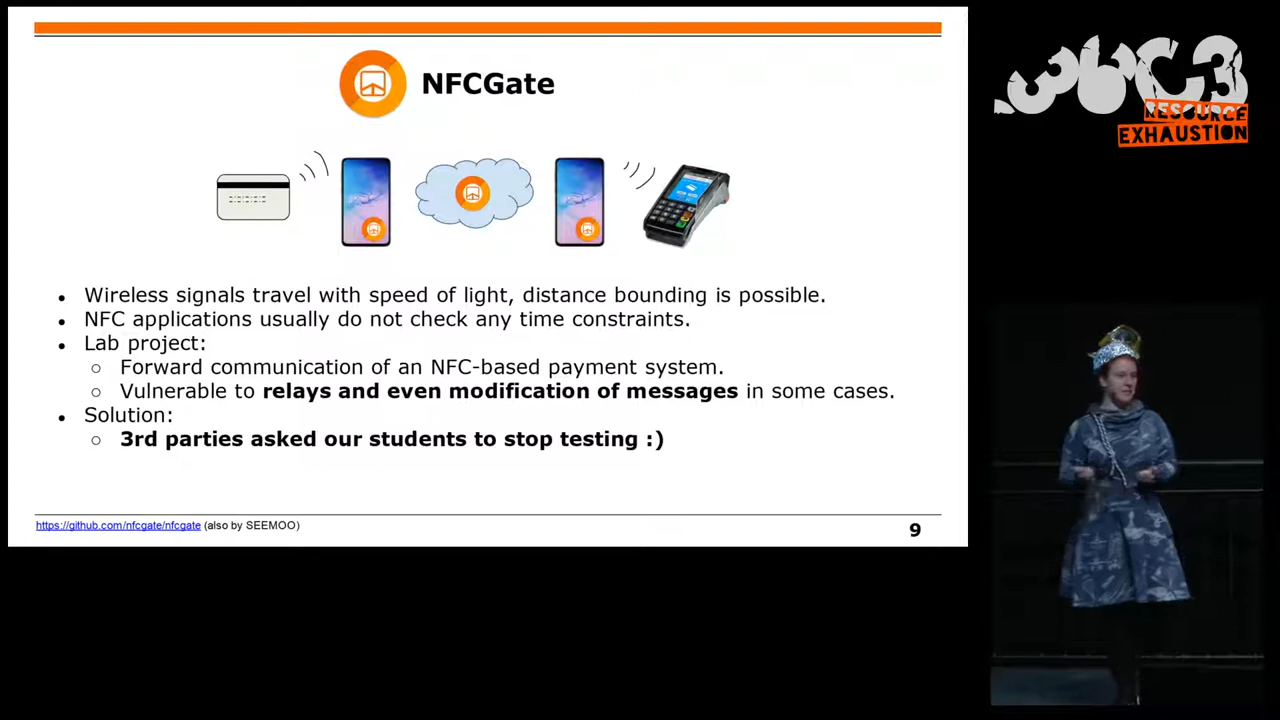 NFCGate
36C3
RESOURCE
EXHAUSTION
● Wireless signals travel with speed of light, distance bounding is possible.
● NFC applications usually do not check any time constraints.
● Lab project:
○ Forward communication of an NFC-based payment system.
○ Vulnerable to relays and even modification of messages in some cases.
● Solution:
○ 3rd parties asked our students to stop testing :)
https://github.com/nfcgate/nfcgate (also by SEEMOO)
9